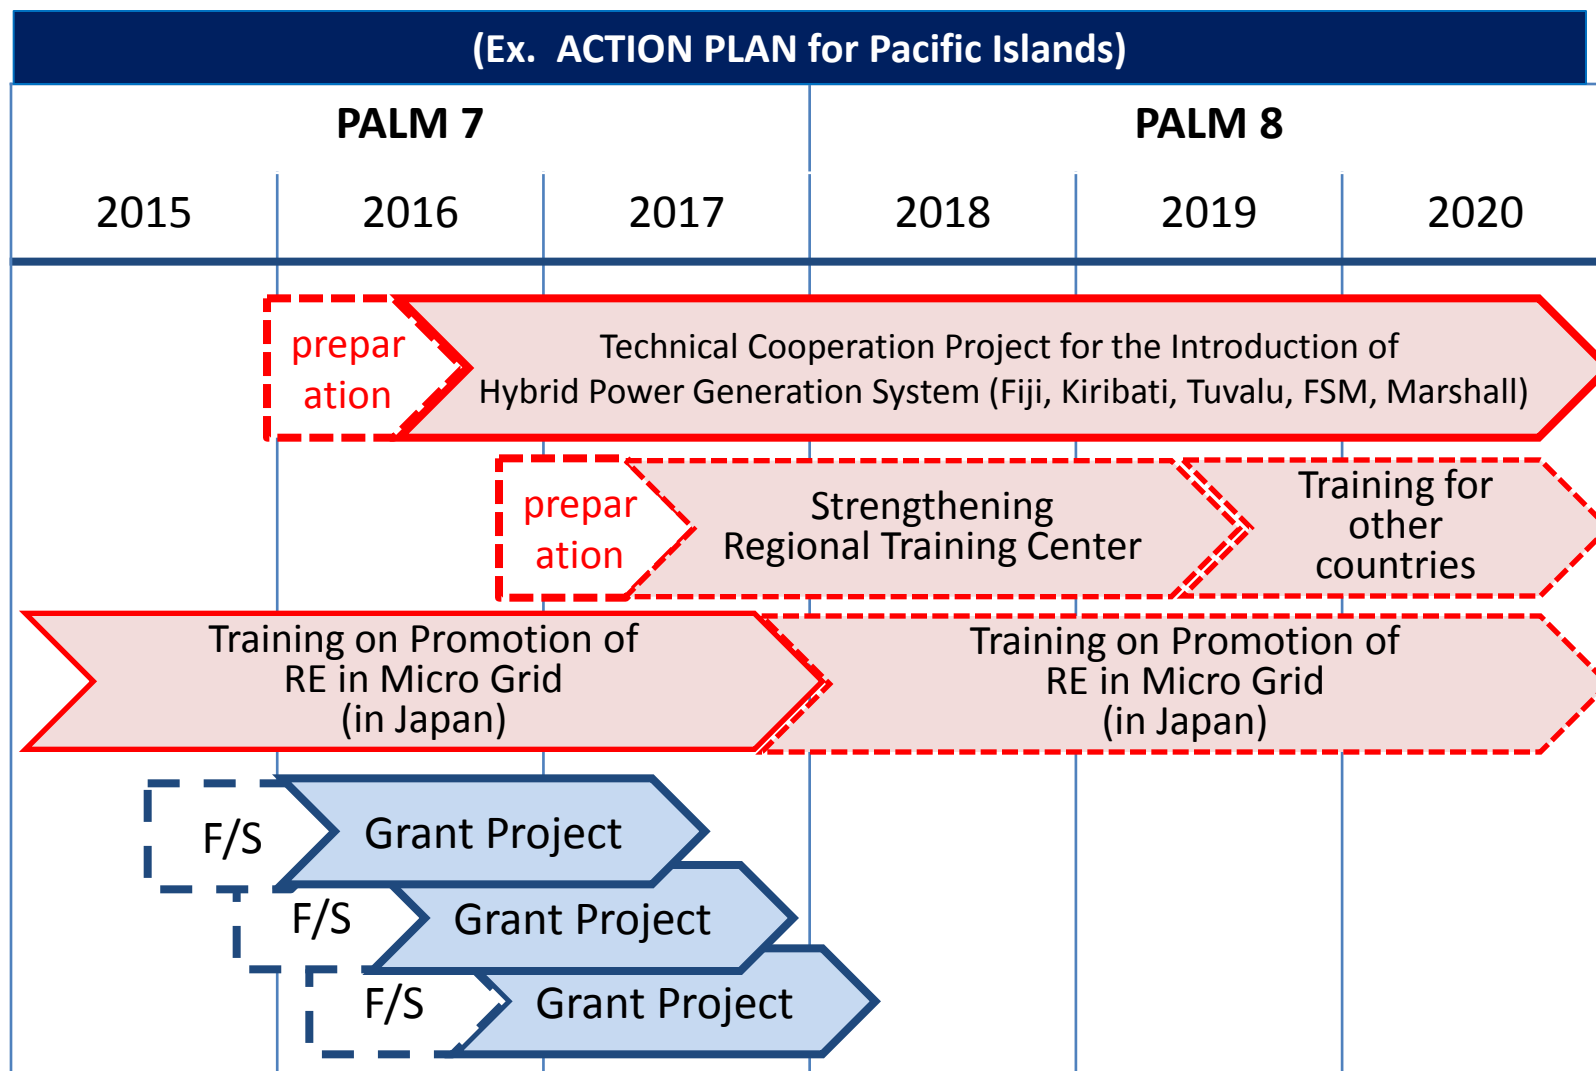 (Ex. ACTION PLAN for Pacific Islands)
PALM 7
PALM 8
2015
2016
2017
2018
2019
2020
prepar
ation
Technical Cooperation Project for the Introduction of
Hybrid Power Generation System (Fiji, Kiribati, Tuvalu, FSM, Marshall)
prepar
ation
Strengthening
Regional Training Center
Training for
other
countries
Training on Promotion of
RE in Micro Grid
(in Japan)
Training on Promotion of
RE in Micro Grid
(in Japan)
F/S
Grant Project
F/S
Grant Project
F/S
Grant Project